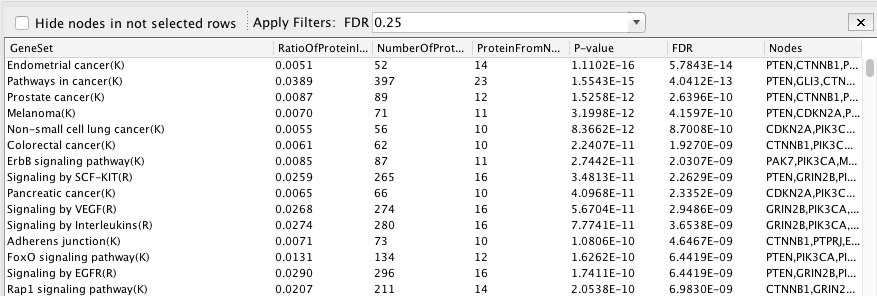 Hide nodes in not selected rows Apply Filters: FDR 0.25
GeneSet RatioOfProteinI... NumberOfProt... ProteinFromN... P-value FDR Nodes
Endometrial cancer(K) 0.0051 52 14 1.1102E-16 5.7843E-14 PTEN,CTNNB1,P...
Pathways in cancer(K) 0.0389 397 23 1.5543E-15 4.0412E-13 PTEN,GLI3,CTN...
Prostate cancer(K) 0.0087 89 12 1.5258E-12 2.6396E-10 PTEN,CTNNB1,P...
Melanoma(K) 0.0070 71 11 3.1998E-12 4.1597E-10 PTEN,CDKN2A,P...
Non-small cell lung cancer(K) 0.0055 56 10 8.3662E-12 8.7008E-10 CDKN2A,PIK3C...
Colorectal cancer(K) 0.0061 62 10 2.2407E-11 1.9270E-09 CTNNB1,PIK3C...
ErbB signaling pathway(K) 0.0085 87 11 2.7442E-11 2.0307E-09 PAK7,PIK3CA,M...
Signaling by SCF-KIT(R) 0.0259 265 16 3.4813E-11 2.2629E-09 PTEN,GRIN2B,PI...
Pancreatic cancer(K) 0.0065 66 10 4.0968E-11 2.3352E-09 CDKN2A,PIK3C...
Signaling by VEGF(R) 0.0268 274 16 5.6704E-11 2.9486E-09 GRIN2B,PIK3CA,...
Signaling by Interleukins(R) 0.0274 280 16 7.7741E-11 3.6538E-09 GRIN2B,PIK3CA,...
Adherens junction(K) 0.0071 73 10 1.0806E-10 4.6467E-09 CTNNB1,PTPRJ,E...
FoxO signaling pathway(K) 0.0131 134 12 1.6262E-10 6.4419E-09 PTEN,PIK3CA,PI...
Signaling by EGFR(R) 0.0290 296 16 1.7411E-10 6.4419E-09 PTEN,GRIN2B,PI...
Rap1 signaling pathway(K) 0.0207 211 14 2.0538E-10 6.9830E-09 CTNNB1,GRIN2...